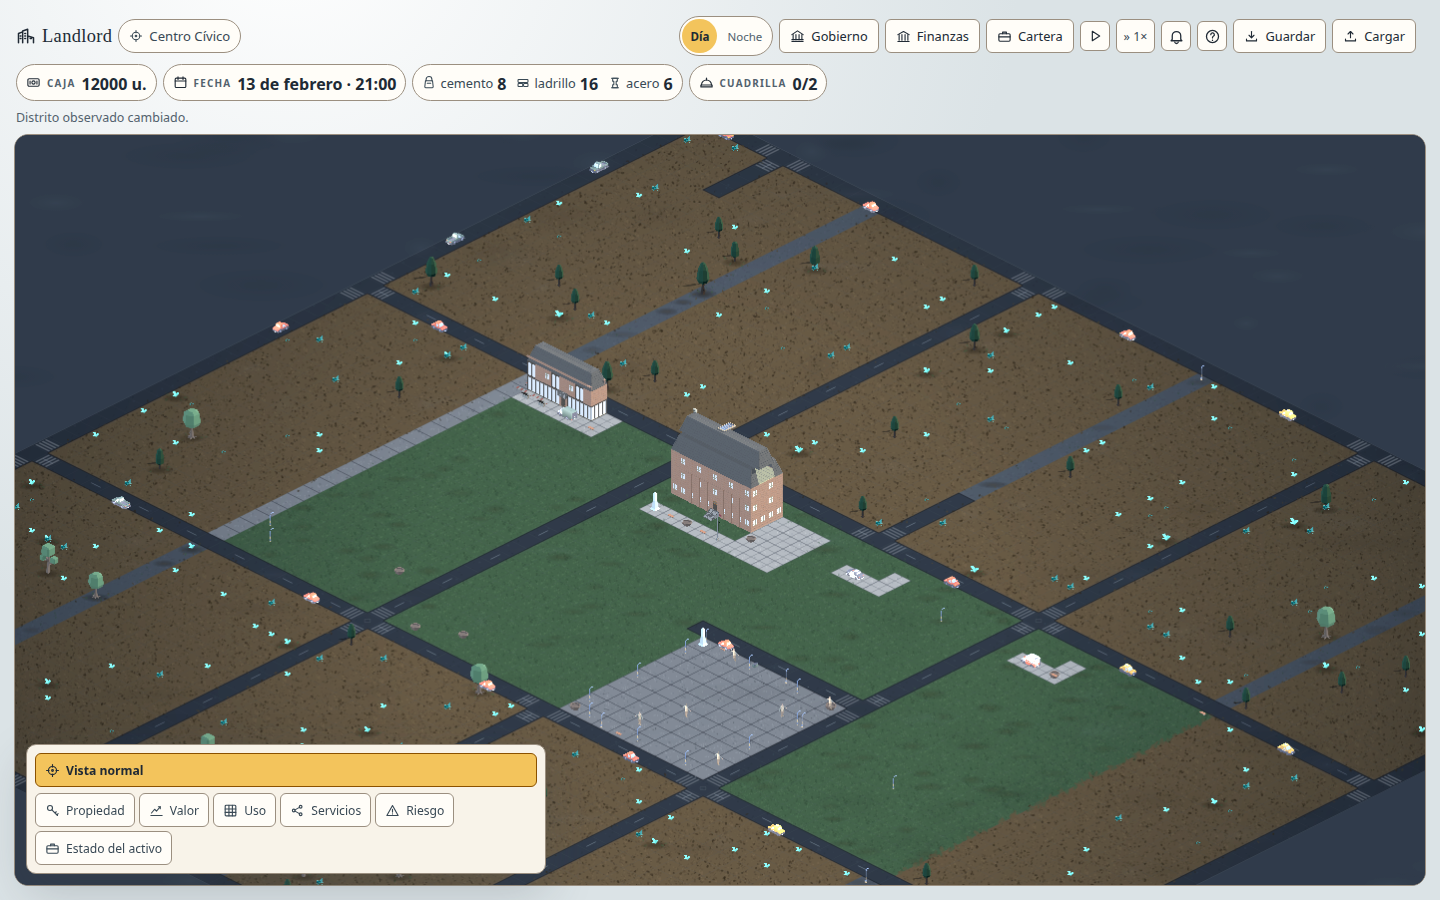 Landlord
Centro Cívico
Día
Noche
Gobierno
Finanzas
Cartera
» 1×
Guardar
Cargar
CAJA 12000 u.
FECHA 13 de febrero · 21:00
cemento 8 ladrillo 16 acero 6
CUADRILLA 0/2
Distrito observado cambiado.
Vista normal
Propiedad
Valor
Uso
Servicios
Riesgo
Estado del activo